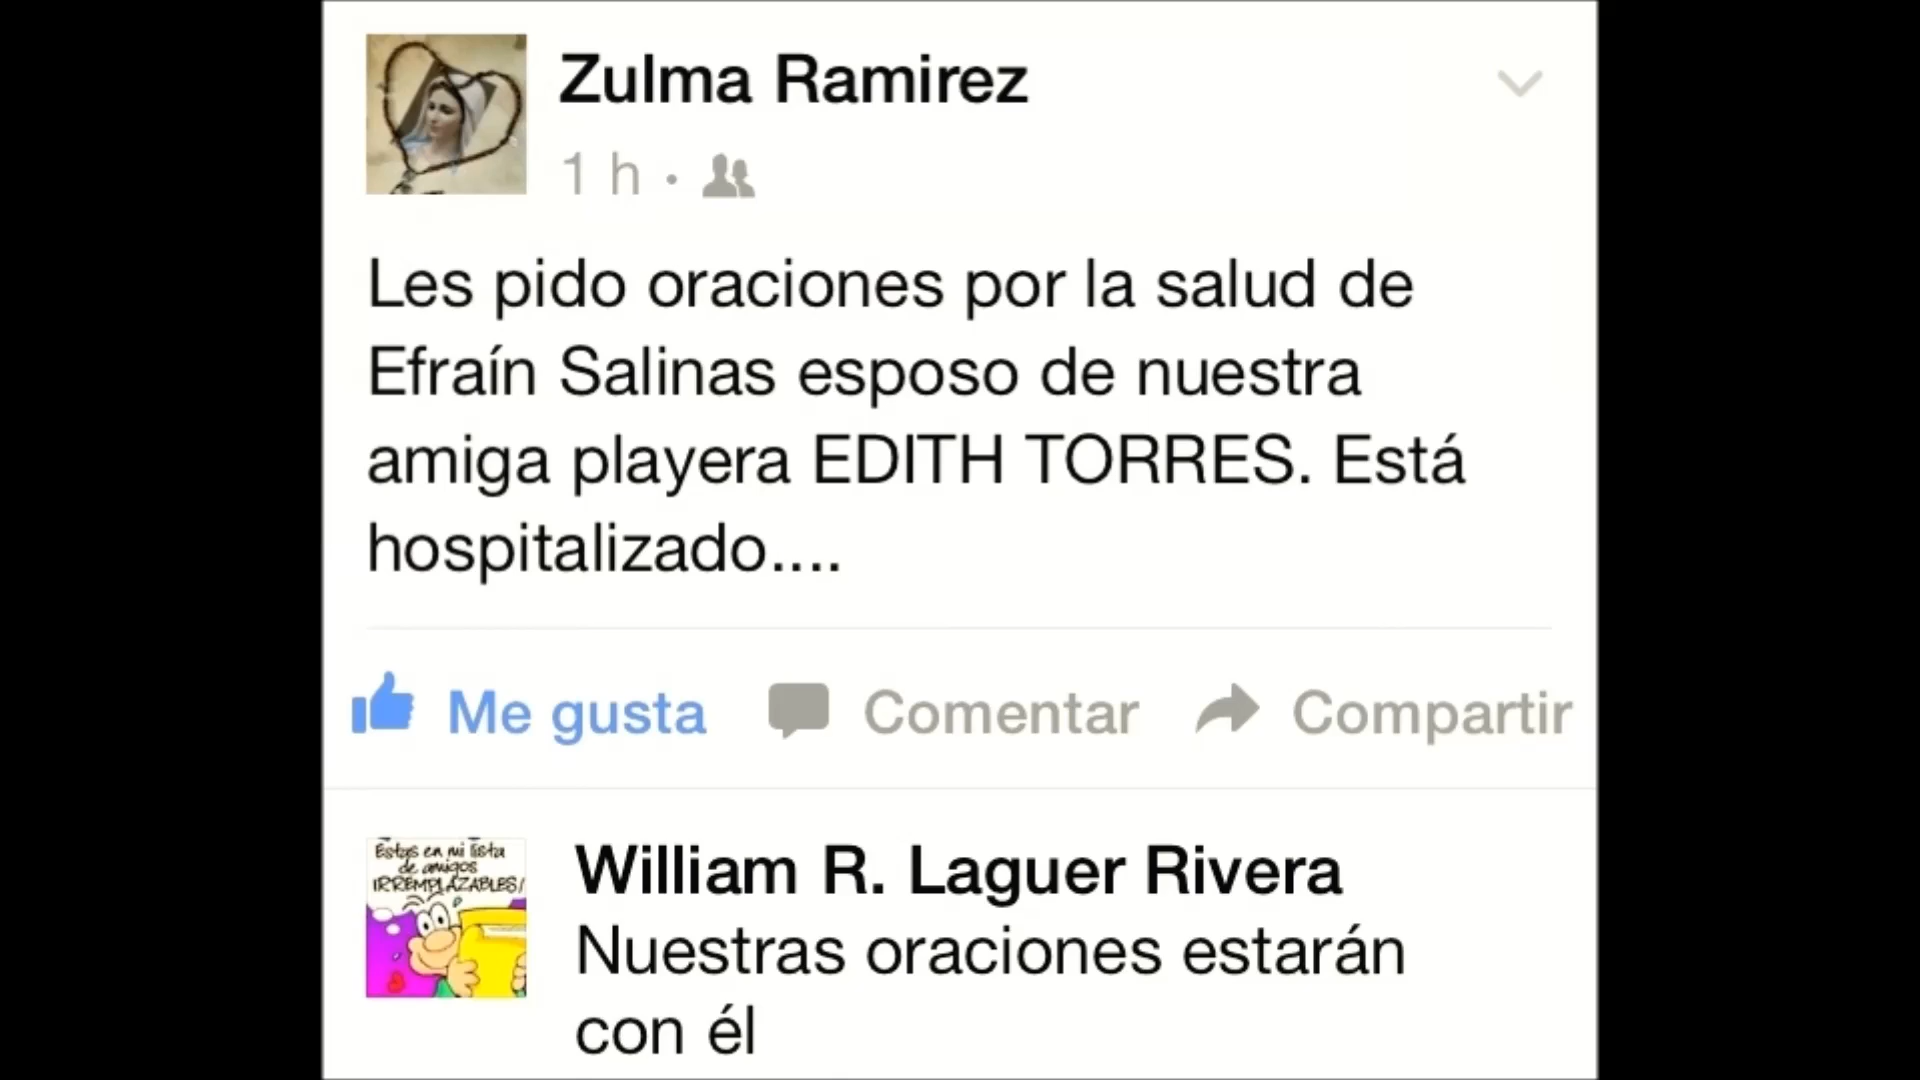 Zulma Ramirez
1 h ·
Les pido oraciones por la salud de
Efraín Salinas esposo de nuestra
amiga playera EDITH TORRES. Está
hospitalizado....
Me gusta Comentar Compartir
Estas en mi lista
de amigos
IRREMPLAZABLES!
William R. Laguer Rivera
Nuestras oraciones estarán
con él